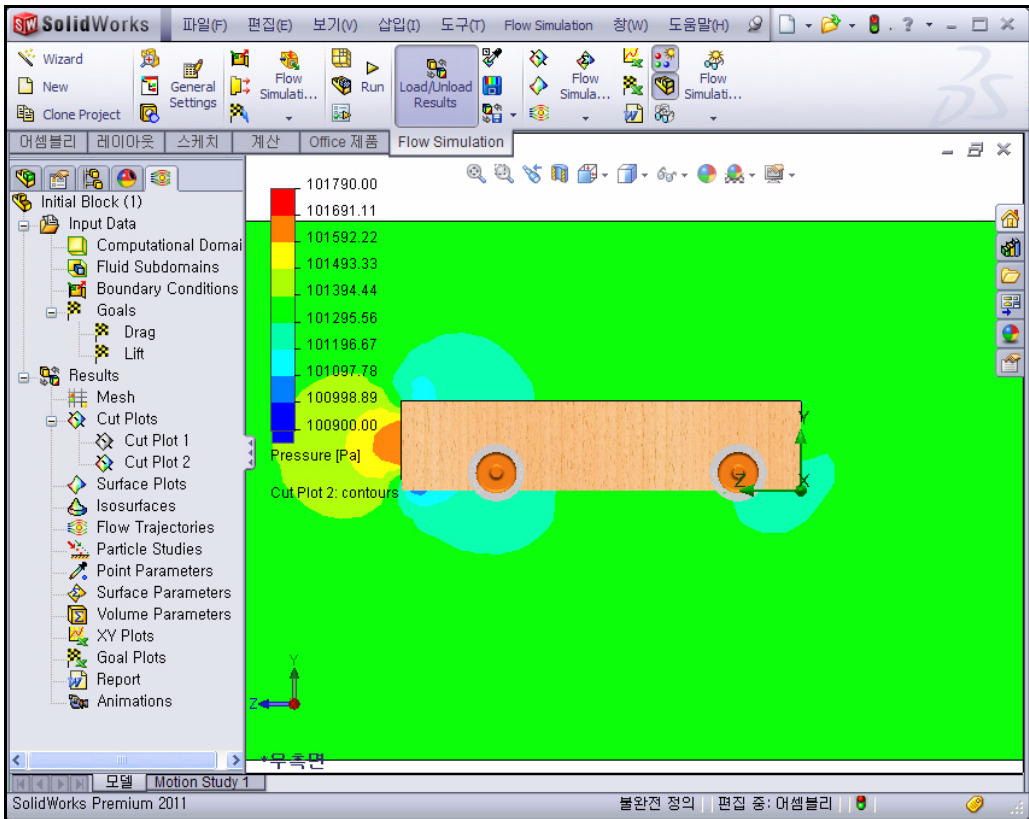 SolidWorks 파일(F) 편집(E) 보기(V) 삽입(I) 도구(T) Flow Simulation 창(W) 도움말(H)
Wizard
New
Clone Project
General Settings
Flow Simulati...
Run
Load/Unload Results
Flow Simula...
Flow Simulati...
어셈블리 레이아웃 스케치 계산 Office 제품 Flow Simulation
Initial Block (1)
Input Data
Computational Domai
Fluid Subdomains
Boundary Conditions
Goals
Drag
Lift
Results
Mesh
Cut Plots
Cut Plot 1
Cut Plot 2
Surface Plots
Isosurfaces
Flow Trajectories
Particle Studies
Point Parameters
Surface Parameters
Volume Parameters
XY Plots
Goal Plots
Report
Animations
101790.00
101691.11
101592.22
101493.33
101394.44
101295.56
101196.67
101097.78
100998.89
100900.00
Pressure [Pa]
Cut Plot 2: contours
Y
Z
X
Y
Z
*우측면
모델 Motion Study 1
SolidWorks Premium 2011 불완전 정의 편집 중: 어셈블리